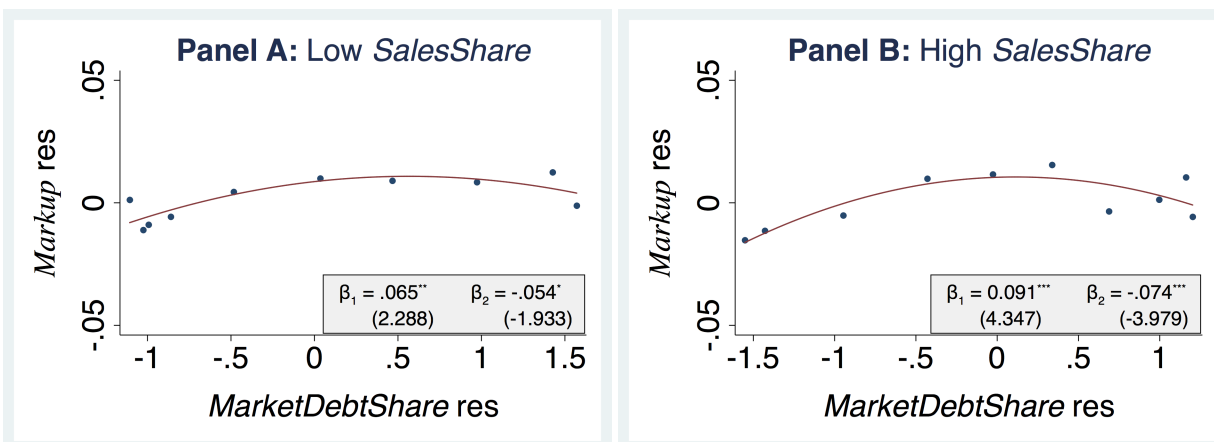 Panel A: Low SalesShare
.05
0
-.05
Markup res
β1 = .065** β2 = -.054*
(2.288) (-1.933)
-1 -.5 0 .5 1 1.5
MarketDebtShare res
Panel B: High SalesShare
.05
0
-.05
Markup res
β1 = 0.091*** β2 = -.074***
(4.347) (-3.979)
-1.5 -1 -.5 0 .5 1
MarketDebtShare res